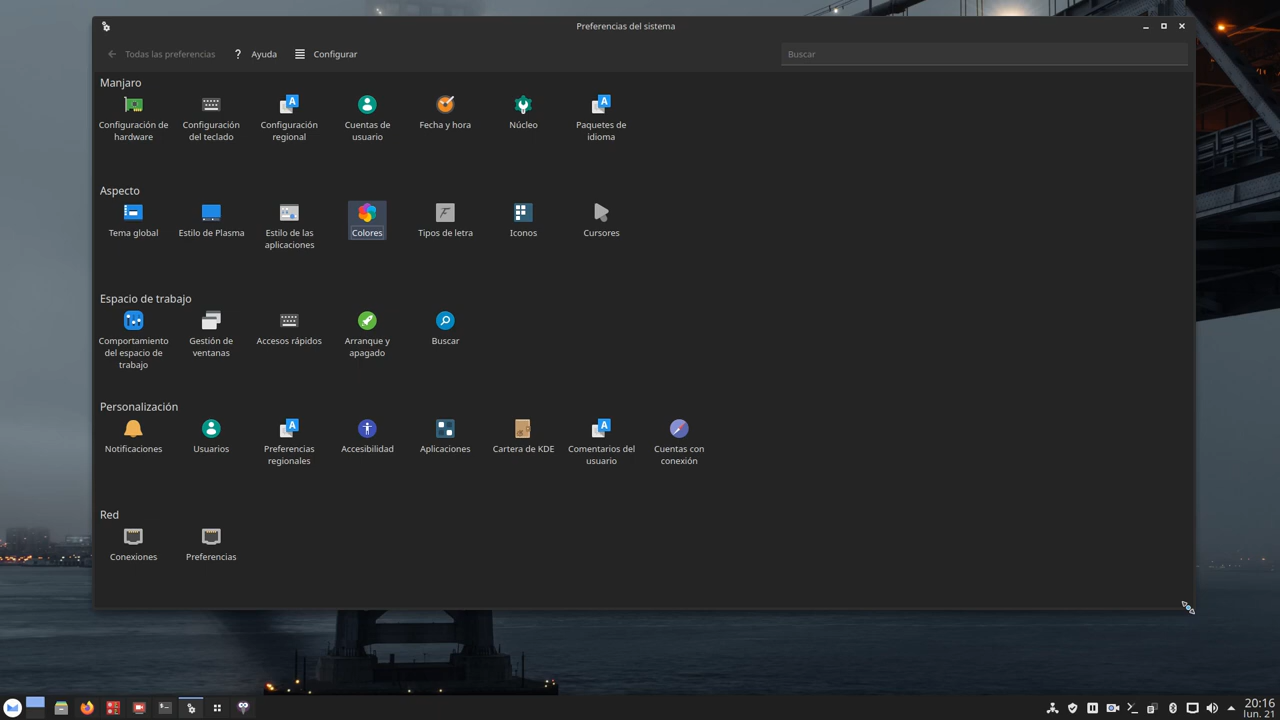 Preferencias del sistema
Todas las preferencias
Ayuda
Configurar
Buscar
Manjaro
Configuración de hardware
Configuración del teclado
Configuración regional
Cuentas de usuario
Fecha y hora
Núcleo
Paquetes de idioma
Aspecto
Tema global
Estilo de Plasma
Estilo de las aplicaciones
Colores
Tipos de letra
Iconos
Cursores
Espacio de trabajo
Comportamiento del espacio de trabajo
Gestión de ventanas
Accesos rápidos
Arranque y apagado
Buscar
Personalización
Notificaciones
Usuarios
Preferencias regionales
Accesibilidad
Aplicaciones
Cartera de KDE
Comentarios del usuario
Cuentas con conexión
Red
Conexiones
Preferencias
20:16
lun. 21